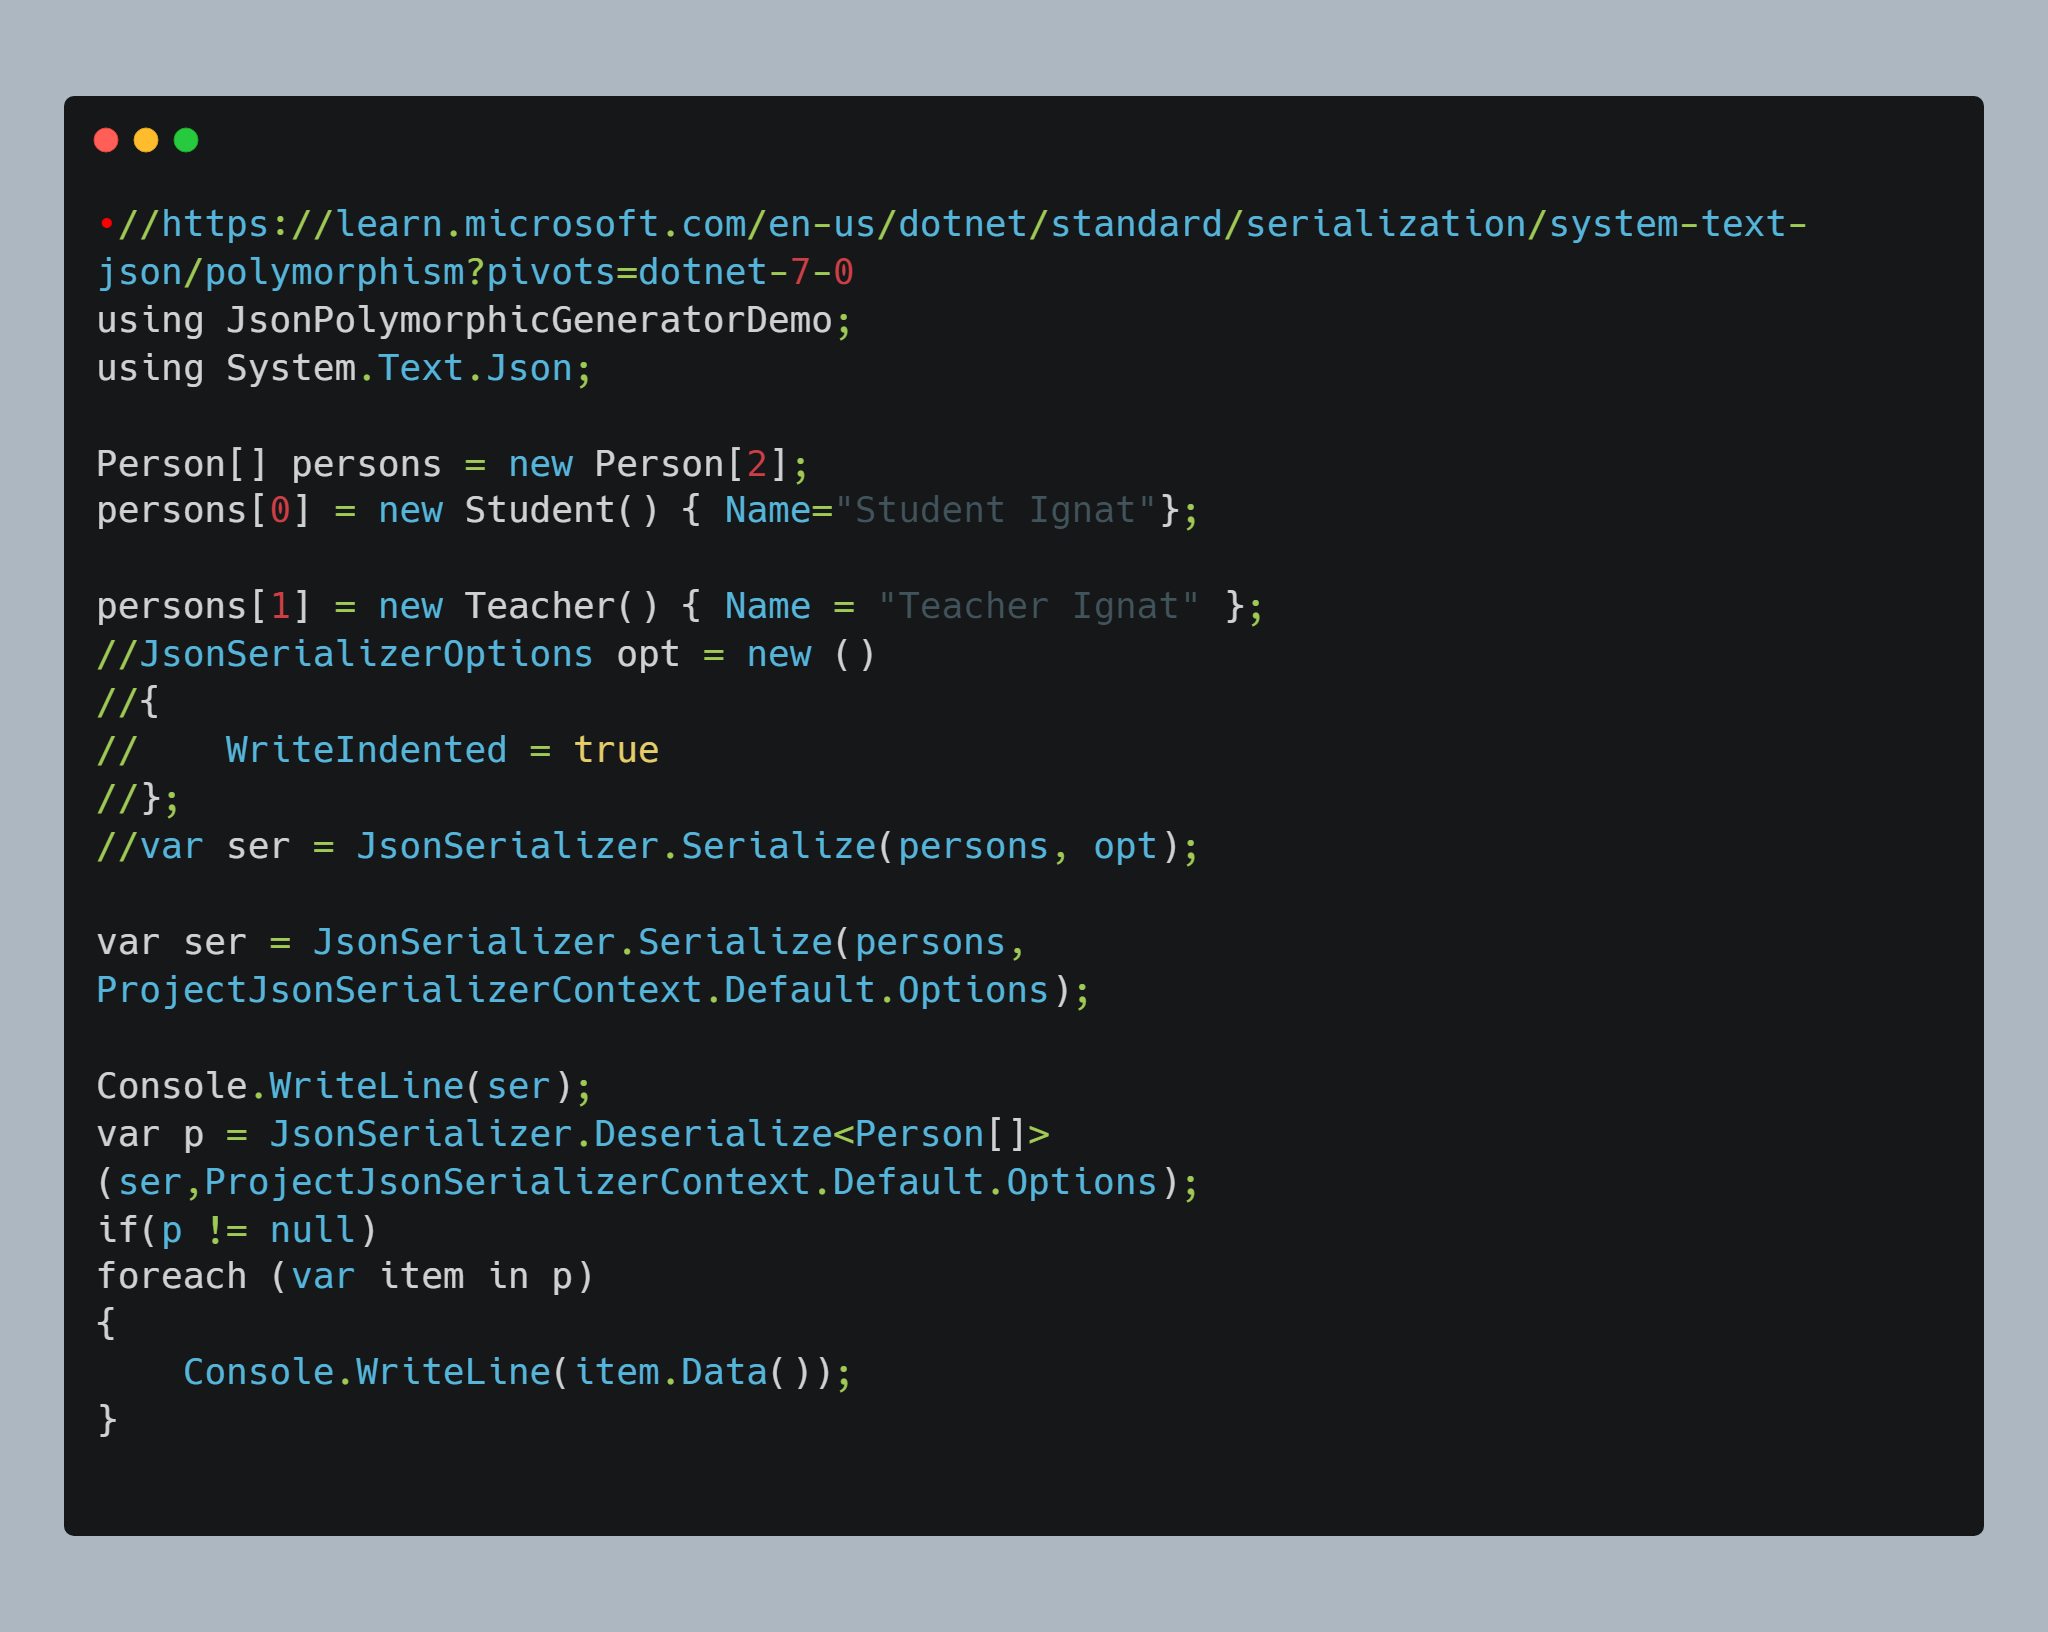 •//https://learn.microsoft.com/en-us/dotnet/standard/serialization/system-text-
json/polymorphism?pivots=dotnet-7-0
using JsonPolymorphicGeneratorDemo;
using System.Text.Json;

Person[] persons = new Person[2];
persons[0] = new Student() { Name="Student Ignat"};

persons[1] = new Teacher() { Name = "Teacher Ignat" };
//JsonSerializerOptions opt = new ()
//{
//    WriteIndented = true
//};
//var ser = JsonSerializer.Serialize(persons, opt);

var ser = JsonSerializer.Serialize(persons,
ProjectJsonSerializerContext.Default.Options);

Console.WriteLine(ser);
var p = JsonSerializer.Deserialize<Person[]>
(ser,ProjectJsonSerializerContext.Default.Options);
if(p != null)
foreach (var item in p)
{
    Console.WriteLine(item.Data());
}